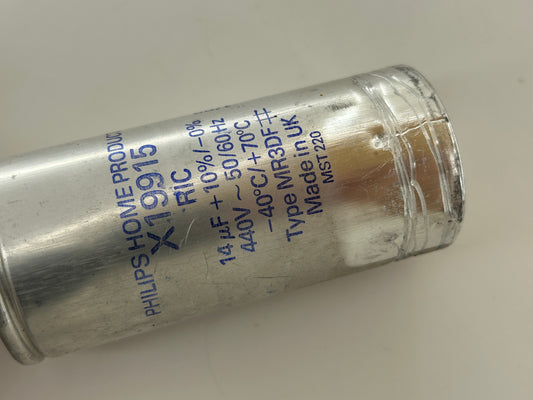 PHILIPS HOME PRODUC
X19915
RIC
14 µF + 10%/-0%
440V ~ 50/60Hz
-40°C/+70°C
Type MR3DF
Made in UK
MST 220